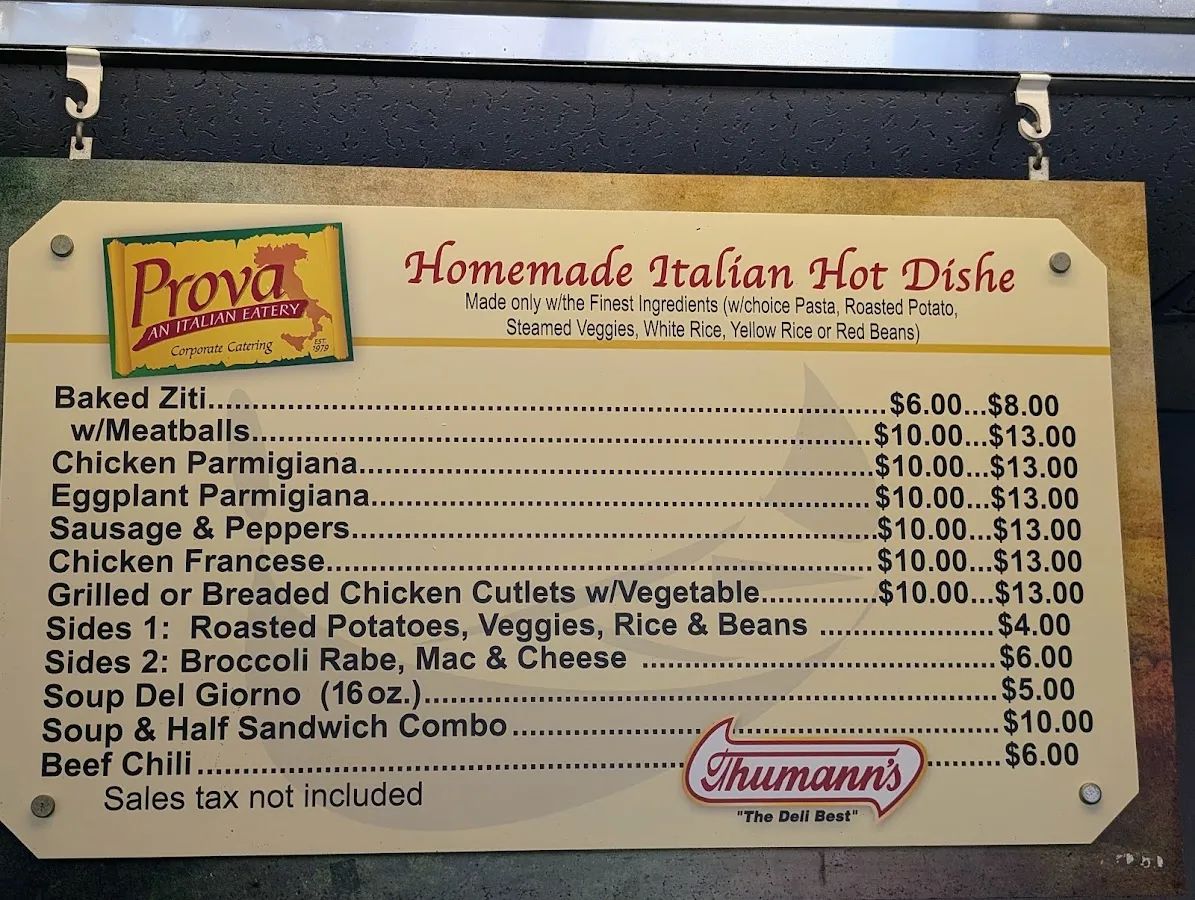 Prova
AN ITALIAN EATERY
Corporate Catering
EST.
1979
Homemade Italian Hot Dishe
Made only w/the Finest Ingredients (w/choice Pasta, Roasted Potato,
Steamed Veggies, White Rice, Yellow Rice or Red Beans)
Baked Ziti...$6.00...$8.00
w/Meatballs...$10.00...$13.00
Chicken Parmigiana...$10.00...$13.00
Eggplant Parmigiana...$10.00...$13.00
Sausage & Peppers...$10.00...$13.00
Chicken Francese...$10.00...$13.00
Grilled or Breaded Chicken Cutlets w/Vegetable...$10.00...$13.00
Sides 1: Roasted Potatoes, Veggies, Rice & Beans ...$4.00
Sides 2: Broccoli Rabe, Mac & Cheese ...$6.00
Soup Del Giorno (16oz.)...$5.00
Soup & Half Sandwich Combo...$10.00
Beef Chili...$6.00
Sales tax not included
Thumann's
"The Deli Best"